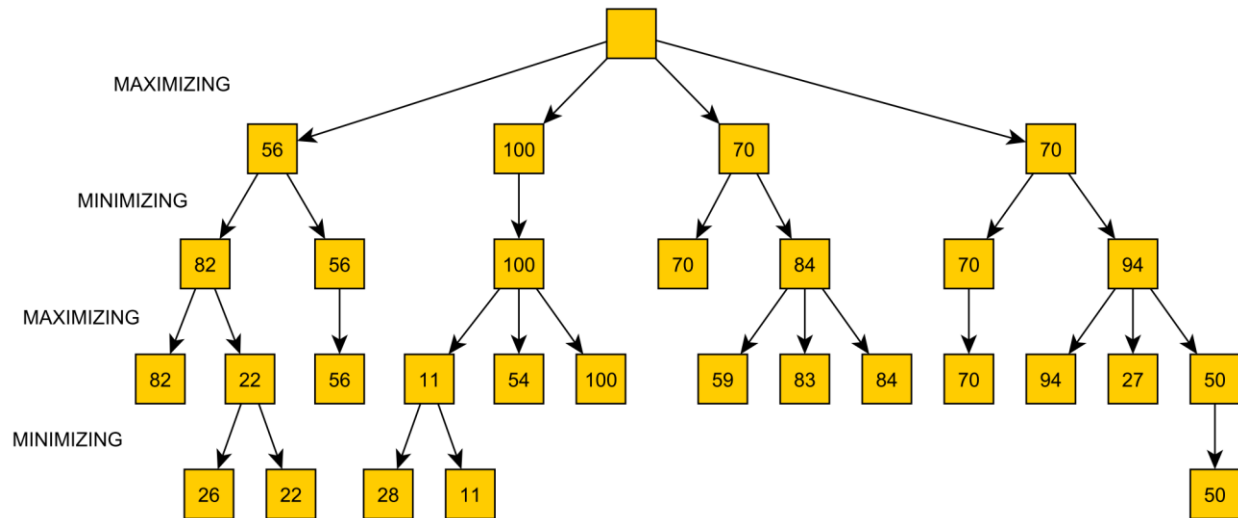 MAXIMIZING
56 100 70 70
MINIMIZING
82 56 100 70 84 70 94
MAXIMIZING
82 22 56 11 54 100 59 83 84 70 94 27 50
MINIMIZING
26 22 28 11 50